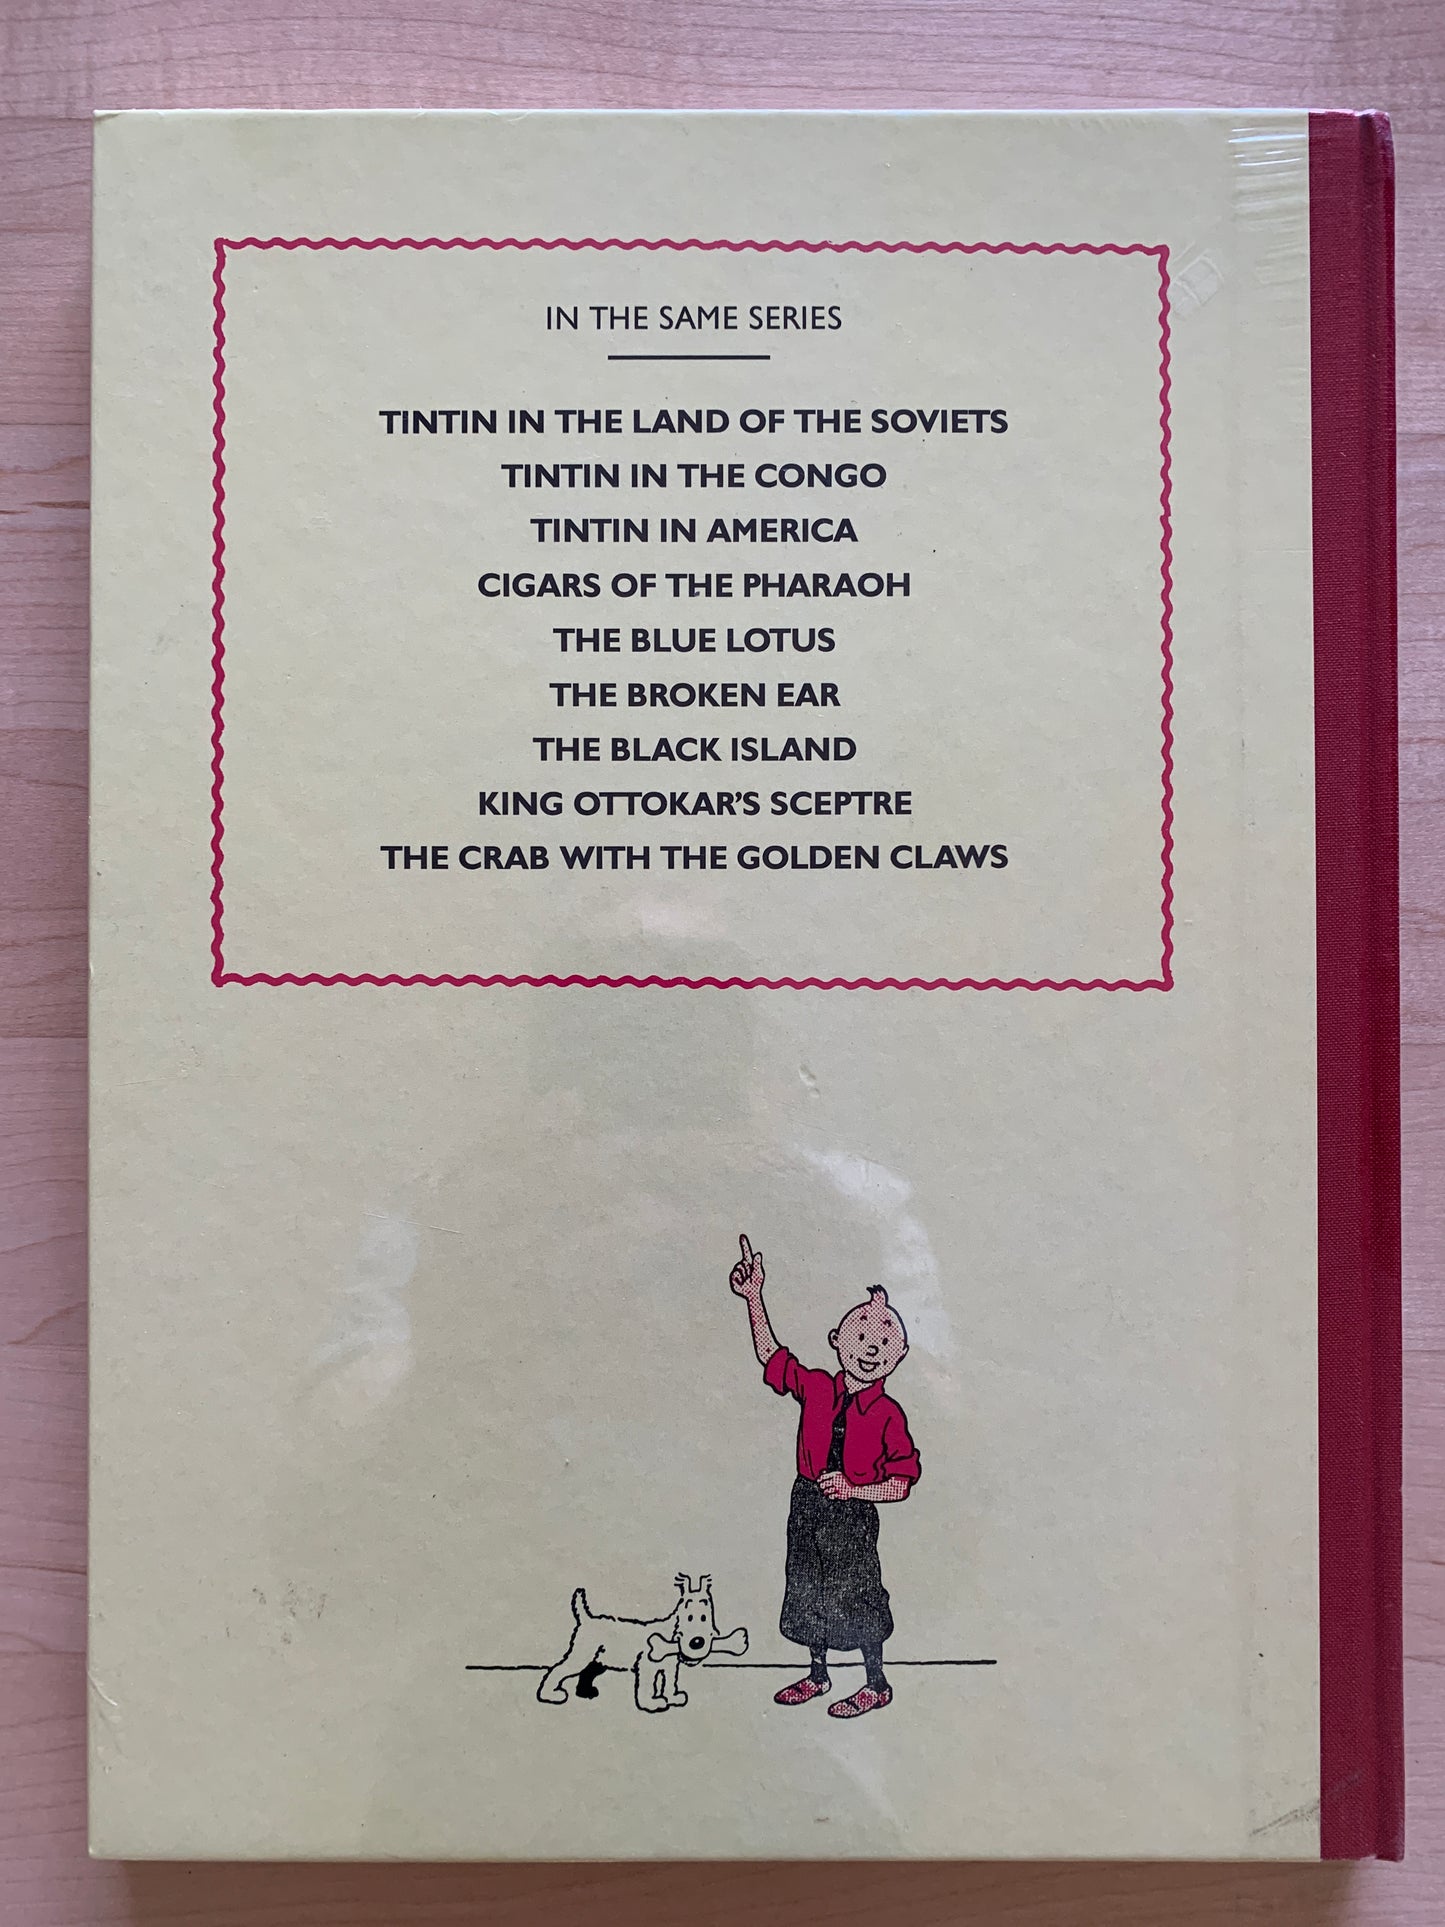 IN THE SAME SERIES
TINTIN IN THE LAND OF THE SOVIETS
TINTIN IN THE CONGO
TINTIN IN AMERICA
CIGARS OF THE PHARAOH
THE BLUE LOTUS
THE BROKEN EAR
THE BLACK ISLAND
KING OTTOKAR’S SCEPTRE
THE CRAB WITH THE GOLDEN CLAWS